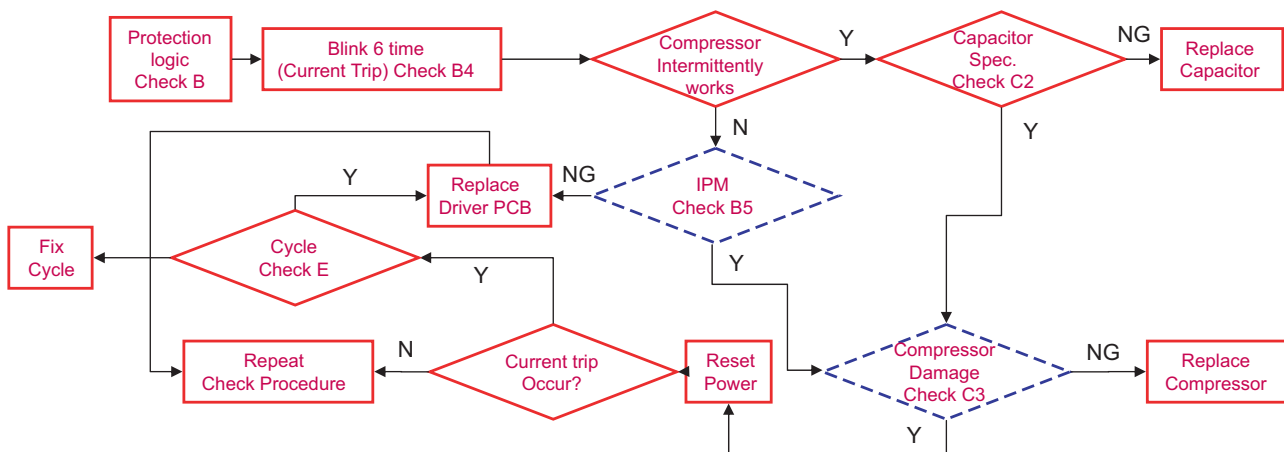 Protection
logic
Check B
Blink 6 time
(Current Trip) Check B4
Compressor
Intermittently
works
Y
Capacitor
Spec.
Check C2
NG
Replace
Capacitor
N
Y
Y
Replace
Driver PCB
NG
IPM
Check B5
Fix
Cycle
Cycle
Check E
Y
Y
Repeat
Check Procedure
N
Current trip
Occur?
Reset
Power
Compressor
Damage
Check C3
NG
Replace
Compressor
Y